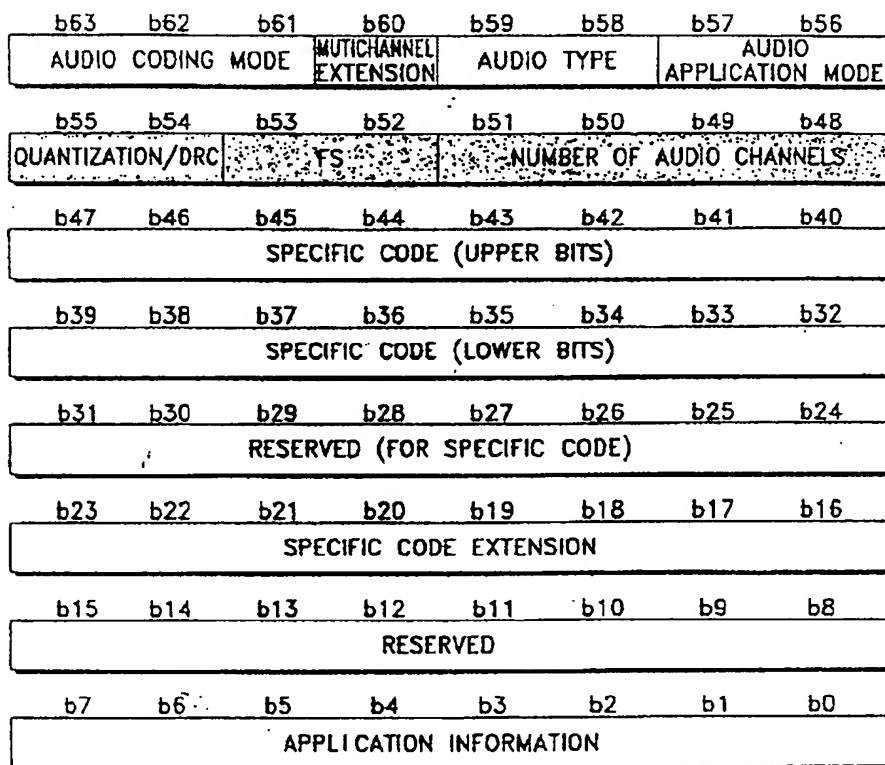 b63 b62 b61 b60 b59 b58 b57 b56
AUDIO CODING MODE MUTICHANNEL EXTENSION AUDIO TYPE AUDIO APPLICATION MODE
b55 b54 b53 b52 b51 b50 b49 b48
QUANTIZATION/DRC FS NUMBER OF AUDIO CHANNELS
b47 b46 b45 b44 b43 b42 b41 b40
SPECIFIC CODE (UPPER BITS)
b39 b38 b37 b36 b35 b34 b33 b32
SPECIFIC CODE (LOWER BITS)
b31 b30 b29 b28 b27 b26 b25 b24
RESERVED (FOR SPECIFIC CODE)
b23 b22 b21 b20 b19 b18 b17 b16
SPECIFIC CODE EXTENSION
b15 b14 b13 b12 b11 b10 b9 b8
RESERVED
b7 b6 b5 b4 b3 b2 b1 b0
APPLICATION INFORMATION